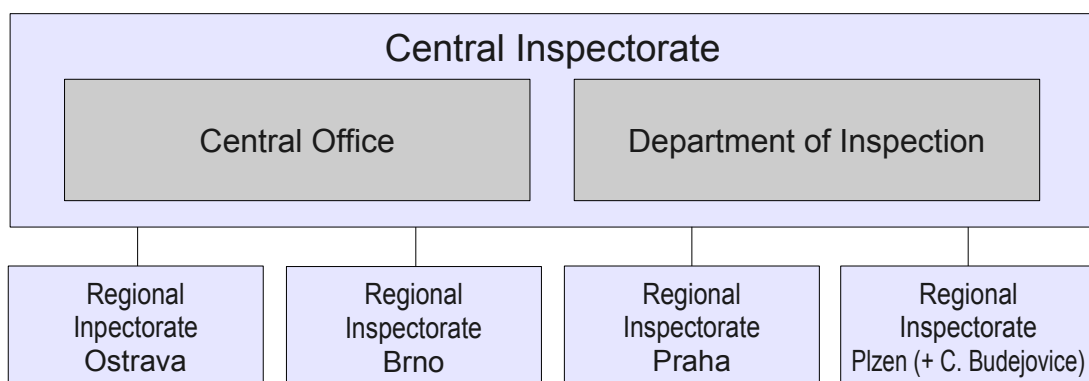 Central Inspectorate
Central Office
Department of Inspection
Regional
Inpectorate
Ostrava
Regional
Inspectorate
Brno
Regional
Inspectorate
Praha
Regional
Inspectorate
Plzen (+ C. Budejovice)